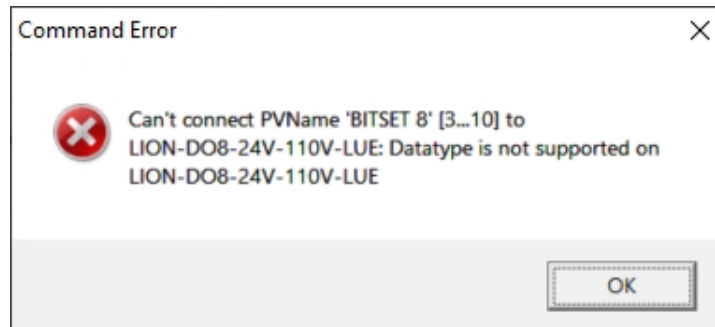 Command Error
Can't connect PVName 'BITSET 8' [3...10] to
LION-DO8-24V-110V-LUE: Datatype is not supported on
LION-DO8-24V-110V-LUE
OK